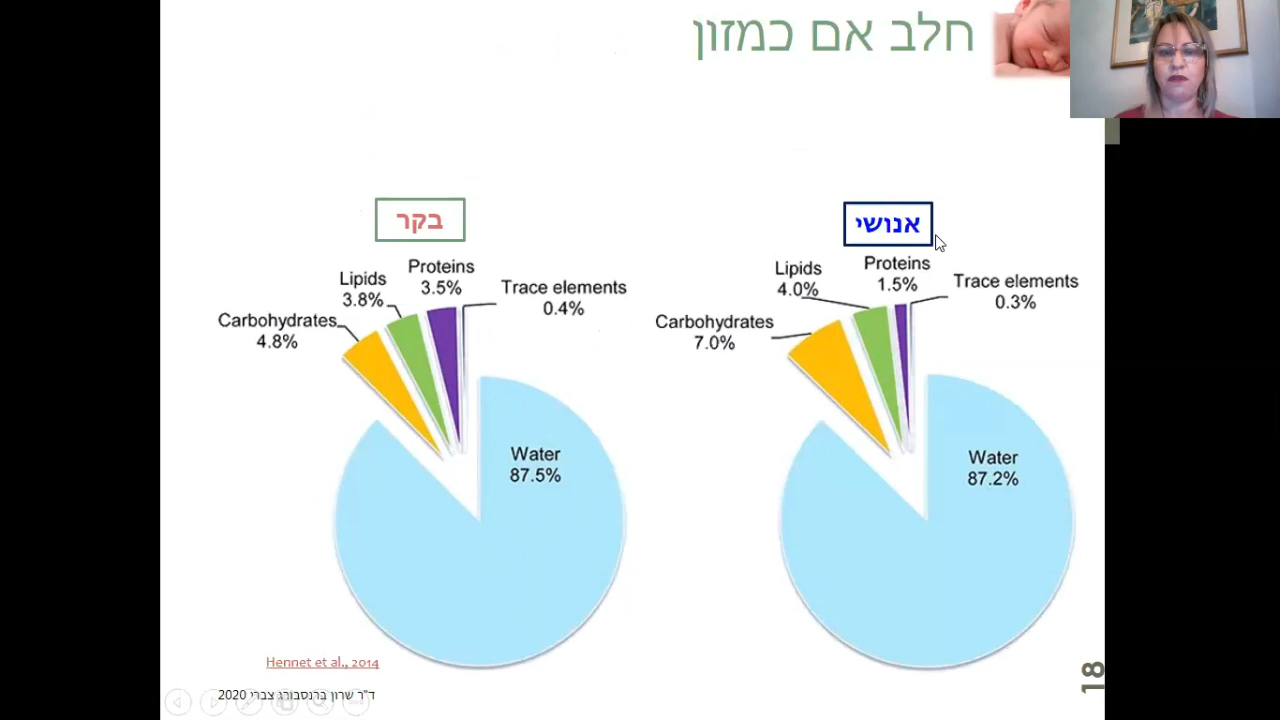 חלב אם כמזון
אנושי
בקר
Lipids
4.0%
Proteins
1.5%
Trace elements
0.3%
Carbohydrates
7.0%
Water
87.2%
Lipids
3.8%
Proteins
3.5%
Trace elements
0.4%
Carbohydrates
4.8%
Water
87.5%
Hennet et al., 2014
ד"ר שרון ברנסבורג צברי 2020
18